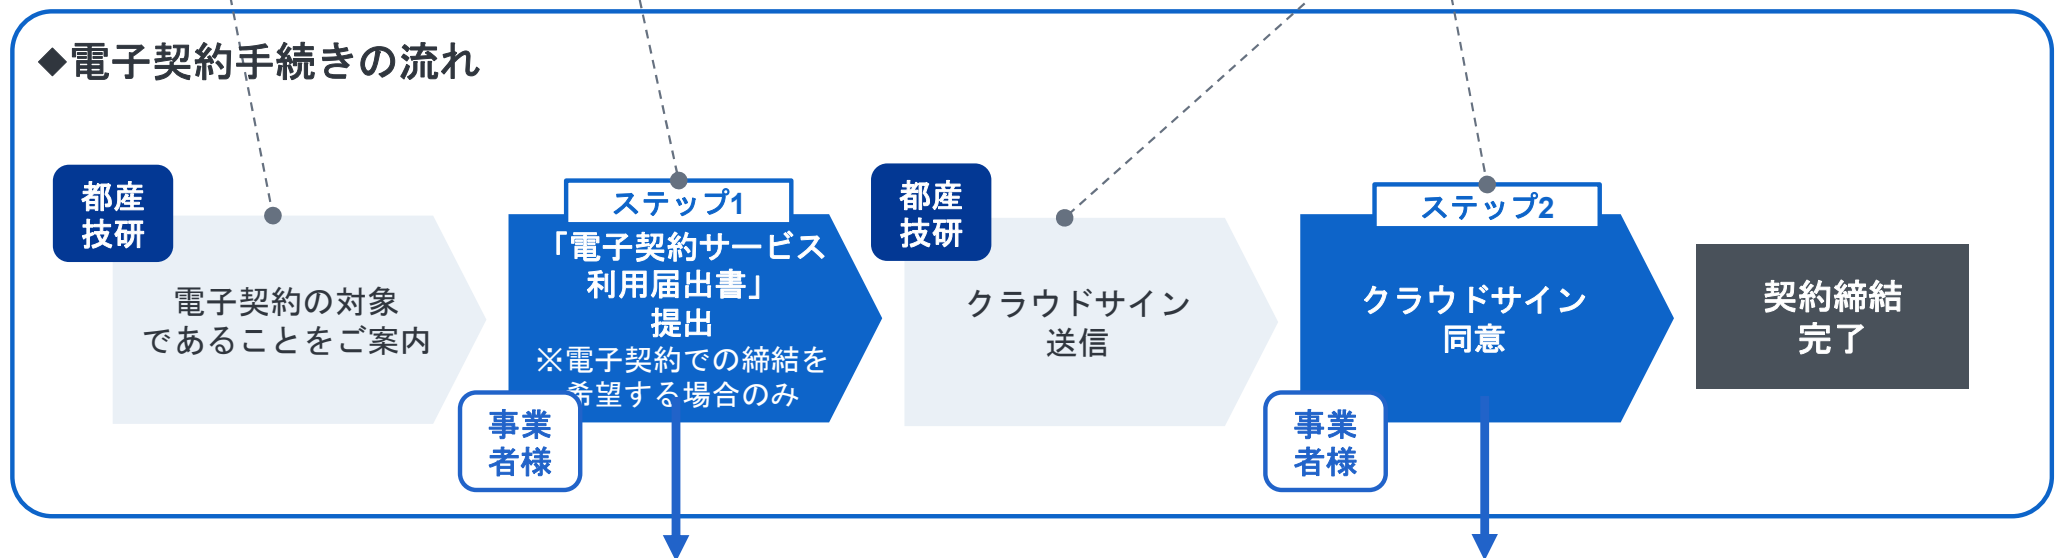 ◆電子契約手続きの流れ
都産
技研
電子契約の対象
であることをご案内
ステップ1
「電子契約サービス
利用届出書」
提出
※電子契約での締結を
希望する場合のみ
事業
者様
都産
技研
クラウドサイン
送信
ステップ2
クラウドサイン
同意
事業
者様
契約締結
完了